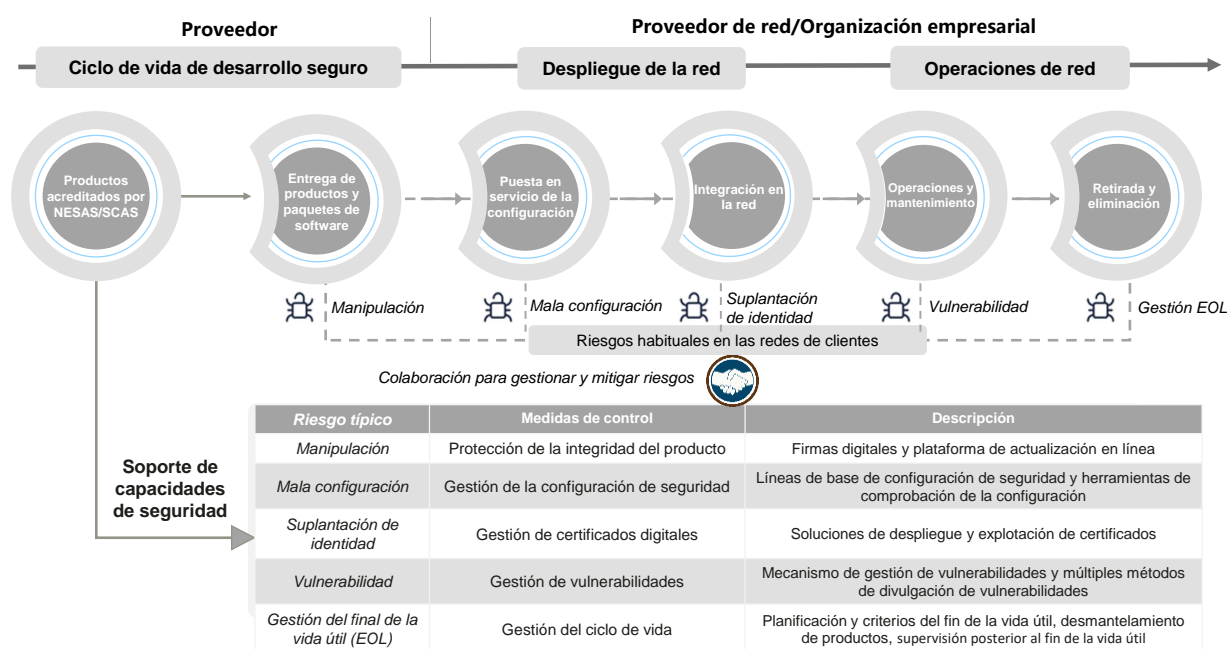 Proveedor
Proveedor de red/Organización empresarial
Ciclo de vida de desarrollo seguro
Despliegue de la red
Operaciones de red
Productos
acreditados por
NESAS/SCAS
Entrega de
productos y
paquetes de
software
Puesta en
servicio de la
configuración
Integración en
la red
Operaciones y
mantenimiento
Retirada y
eliminación
Manipulación
Mala configuración
Suplantación
de identidad
Vulnerabilidad
Gestión EOL
Riesgos habituales en las redes de clientes
Colaboración para gestionar y mitigar riesgos
Soporte de
capacidades
de seguridad
Riesgo típico
Medidas de control
Descripción
Manipulación
Protección de la integridad del producto
Firmas digitales y plataforma de actualización en línea
Mala configuración
Gestión de la configuración de seguridad
Líneas de base de configuración de seguridad y herramientas de
comprobación de la configuración
Suplantación de
identidad
Gestión de certificados digitales
Soluciones de despliegue y explotación de certificados
Vulnerabilidad
Gestión de vulnerabilidades
Mecanismo de gestión de vulnerabilidades y múltiples métodos
de divulgación de vulnerabilidades
Gestión del final de la
vida útil (EOL)
Gestión del ciclo de vida
Planificación y criterios del fin de la vida útil, desmantelamiento
de productos, supervisión posterior al fin de la vida útil